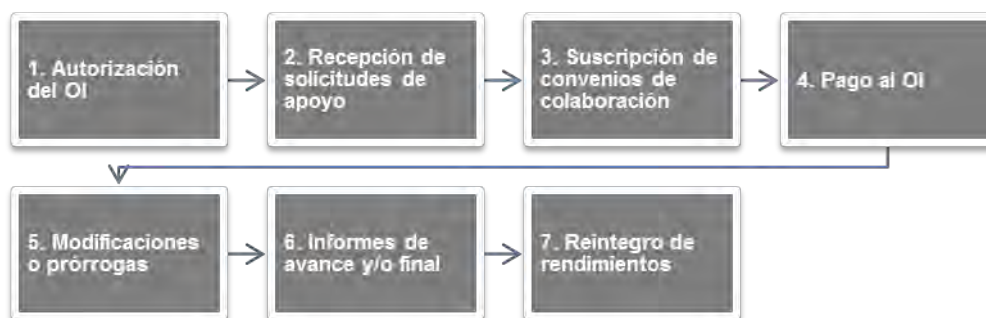 1. Autorización
del OI
2. Recepción de
solicitudes de
apoyo
3. Suscripción de
convenios de
colaboración
4. Pago al OI
5. Modificaciones
o prórrogas
6. Informes de
avance y/o final
7. Reintegro de
rendimientos